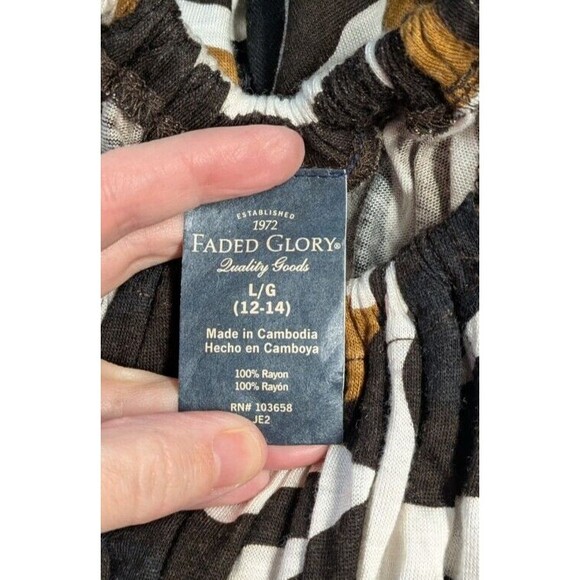 ESTABLISHED
1972
FADED GLORY®
Quality Goods
L/G
(12-14)
Made in Cambodia
Hecho en Camboya
100% Rayon
100% Rayón
RN# 103658
JE2